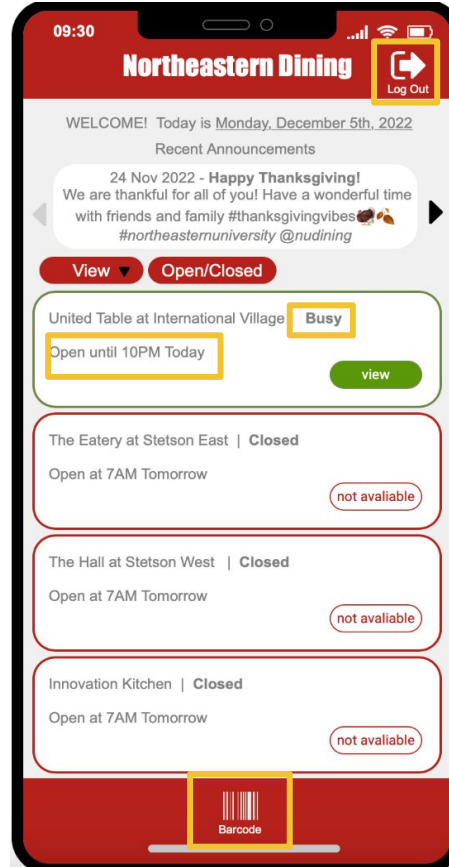 09:30
Northeastern Dining
Log Out
WELCOME! Today is Monday, December 5th, 2022
Recent Announcements
24 Nov 2022 - Happy Thanksgiving!
We are thankful for all of you! Have a wonderful time
with friends and family #thanksgivingvibes🦃🍂
#northeasternuniversity @nudining
View ▼ Open/Closed
United Table at International Village Busy
Open until 10PM Today
view
The Eatery at Stetson East | Closed
Open at 7AM Tomorrow
not avaliable
The Hall at Stetson West | Closed
Open at 7AM Tomorrow
not avaliable
Innovation Kitchen | Closed
Open at 7AM Tomorrow
not avaliable
Barcode